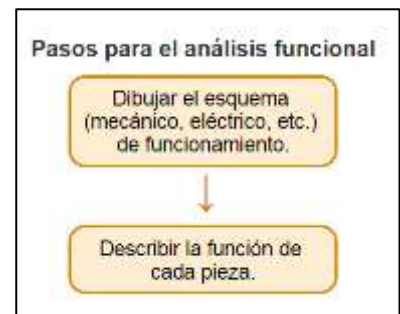 Pasos para el análisis funcional
Dibujar el esquema
(mecánico, eléctrico, etc.)
de funcionamiento.
Describir la función de
cada pieza.